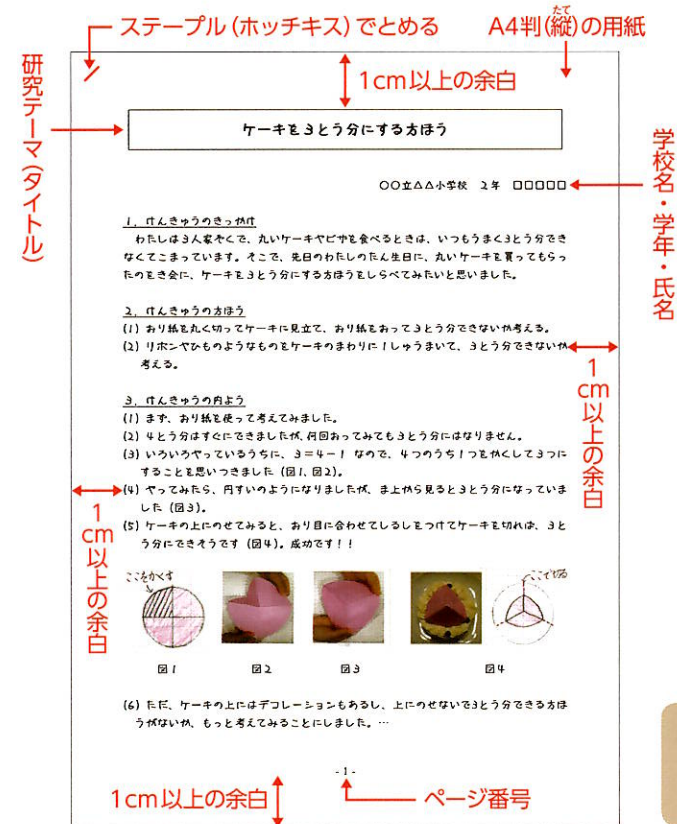 ステープル(ホッチキス)でとめる
A4判(縦)の用紙
たて
1cm以上の余白
研究テーマ(タイトル)
ケーキを3とう分にする方ほう
学校名・学年・氏名
○○立△△小学校 2年 □□□□□
1. けんきゅうのきっかけ
わたしは3人家ぞくで、丸いケーキやピザを食べるときは、いつもうまく3とう分でき
なくてこまっています。そこで、先日のわたしのたん生日に、丸いケーキを買ってもらっ
たのをき会に、ケーキを3とう分にする方ほうをしらべてみたいと思いました。
2. けんきゅうの方ほう
(1) おり紙を丸く切ってケーキに見立て、おり紙をおって3とう分できないか考える。
(2) リボンやひものようなものをケーキのまわりに1しゅうまいて、3とう分できないか
考える。
1cm以上の余白
3. けんきゅうの内よう
(1) まず、おり紙を使って考えてみました。
(2) 4とう分はすぐにできましたが、何回おってみても3とう分にはなりません。
(3) いろいろやっているうちに、3=4-1 なので、4つのうち1つをかくして3つに
することを思いつきました (図1、図2)。
(4) やってみたら、円すいのようになりましたが、ま上から見ると3とう分になっていま
した (図3)。
(5) ケーキの上にのせてみると、おり目に合わせてしるしをつけてケーキを切れば、3と
う分にできそうです (図4)。成功です!!
1cm以上の余白
ここをかくす
ここで切る
図1
図2
図3
図4
(6) ただ、ケーキの上にはデコレーションもあるし、上にのせないで3とう分できる方ほ
うがないか、もっと考えてみることにしました。…
- 1 -
1cm以上の余白
ページ番号